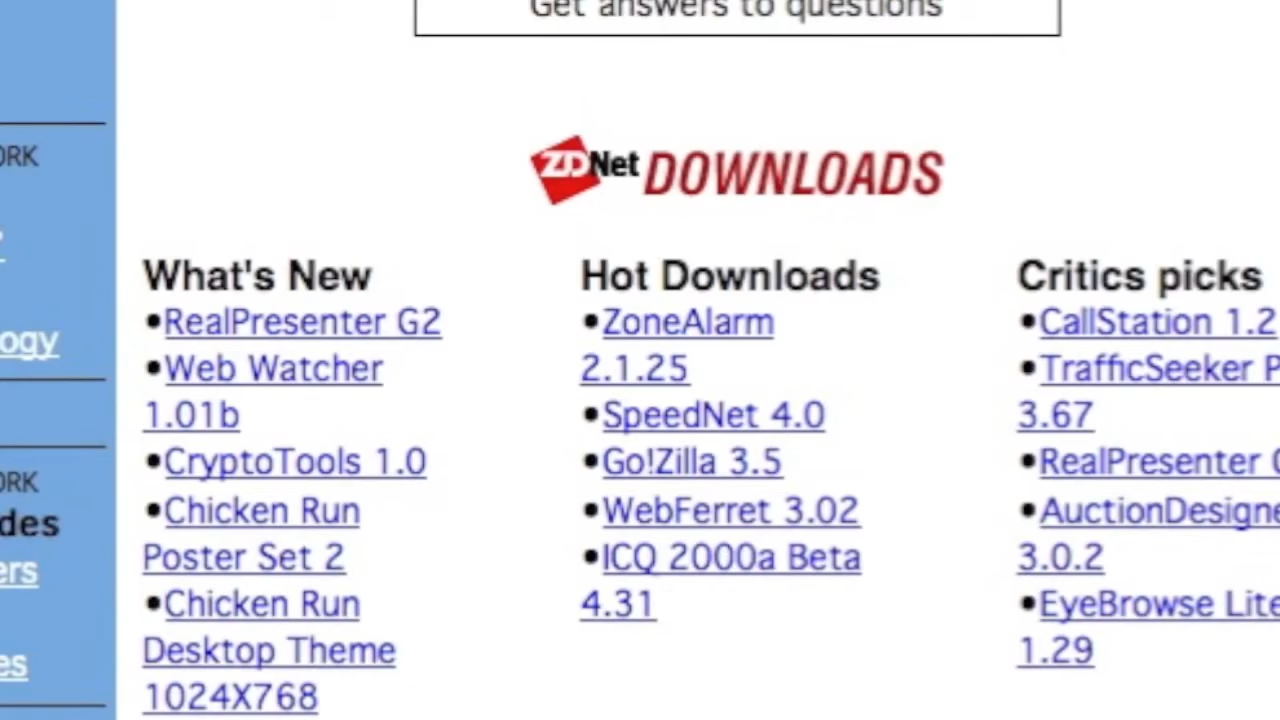 Get answers to questions
ORK
ZDNet DOWNLOADS
ogy
ORK
des
ers
es
What's New
•RealPresenter G2
•Web Watcher
1.01b
•CryptoTools 1.0
•Chicken Run
Poster Set 2
•Chicken Run
Desktop Theme
1024X768
Hot Downloads
•ZoneAlarm
2.1.25
•SpeedNet 4.0
•Go!Zilla 3.5
•WebFerret 3.02
•ICQ 2000a Beta
4.31
Critics picks
•CallStation 1.2
•TrafficSeeker P
3.67
•RealPresenter
•AuctionDesigne
3.0.2
•EyeBrowse Lite
1.29